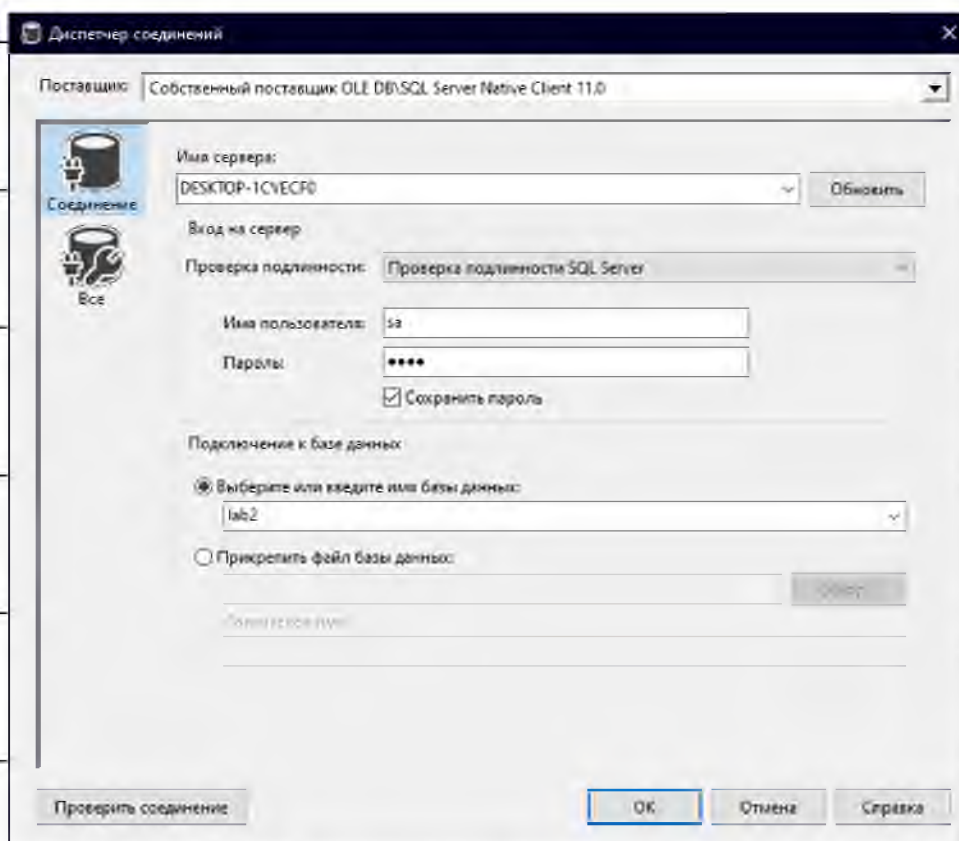 Диспетчер соединений
Поставщик: Собственный поставщик OLE DB\SQL Server Native Client 11.0
Соединение
Все
Имя сервера:
DESKTOP-1CVECF0 Обновить
Вход на сервер
Проверка подлинности: Проверка подлинности SQL Server
Имя пользователя: sa
Пароль: ••••
Сохранить пароль
Подключение к базе данных
Выберите или введите имя базы данных:
lab2
Прикрепить файл базы данных:
Логическое имя:
Проверить соединение ОК Отмена Справка